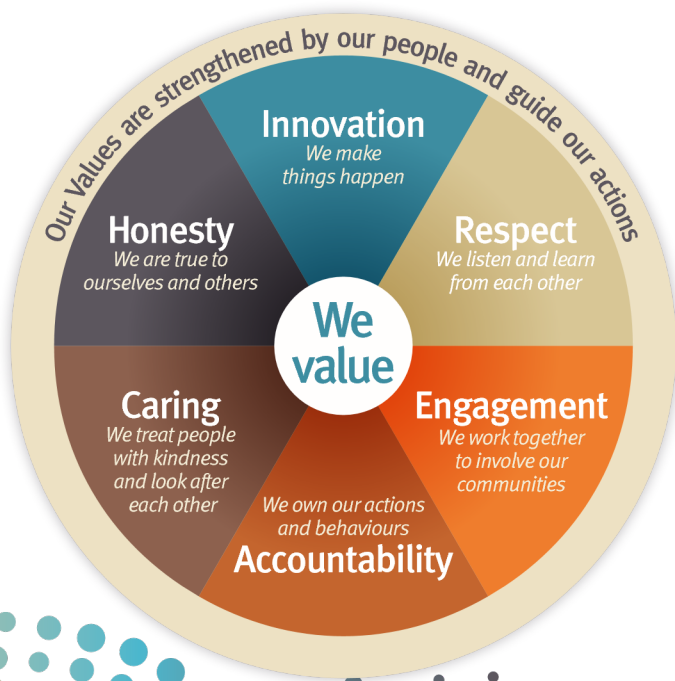 Our Values are strengthened by our people and guide our actions
Innovation
We make
things happen
Respect
We listen and learn
from each other
Engagement
We work together
to involve our
communities
We own our actions
and behaviours
Accountability
Caring
We treat people
with kindness
and look after
each other
Honesty
We are true to
ourselves and others
We
value